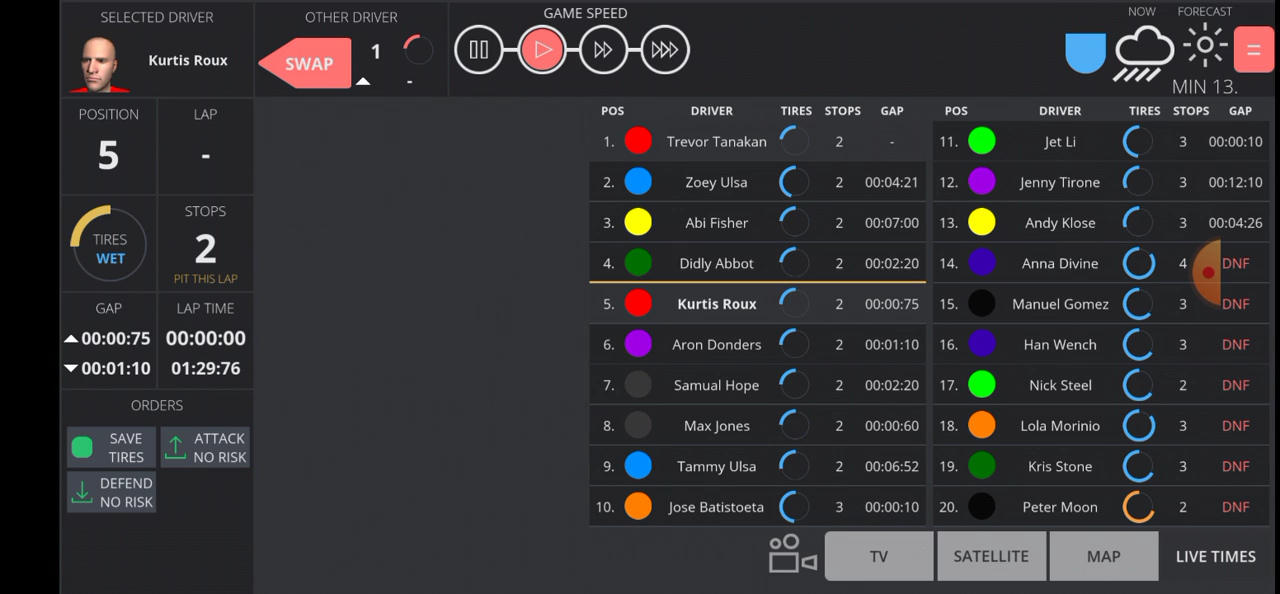 SELECTED DRIVER
Kurtis Roux
OTHER DRIVER
SWAP
1
-
GAME SPEED
NOW
FORECAST
MIN 13.
POSITION
5
LAP
-
TIRES
WET
STOPS
2
PIT THIS LAP
GAP
00:00:75
00:01:10
LAP TIME
00:00:00
01:29:76
ORDERS
SAVE TIRES
ATTACK NO RISK
DEFEND NO RISK
POS DRIVER TIRES STOPS GAP
1. Trevor Tanakan 2 -
2. Zoey Ulsa 2 00:04:21
3. Abi Fisher 2 00:07:00
4. Didly Abbot 2 00:02:20
5. Kurtis Roux 2 00:00:75
6. Aron Donders 2 00:01:10
7. Samual Hope 2 00:02:20
8. Max Jones 2 00:00:60
9. Tammy Ulsa 2 00:06:52
10. Jose Batistoeta 3 00:00:10
POS DRIVER TIRES STOPS GAP
11. Jet Li 3 00:00:10
12. Jenny Tirone 3 00:12:10
13. Andy Klose 3 00:04:26
14. Anna Divine 4 DNF
15. Manuel Gomez 3 DNF
16. Han Wench 3 DNF
17. Nick Steel 2 DNF
18. Lola Morinio 3 DNF
19. Kris Stone 3 DNF
20. Peter Moon 2 DNF
TV
SATELLITE
MAP
LIVE TIMES